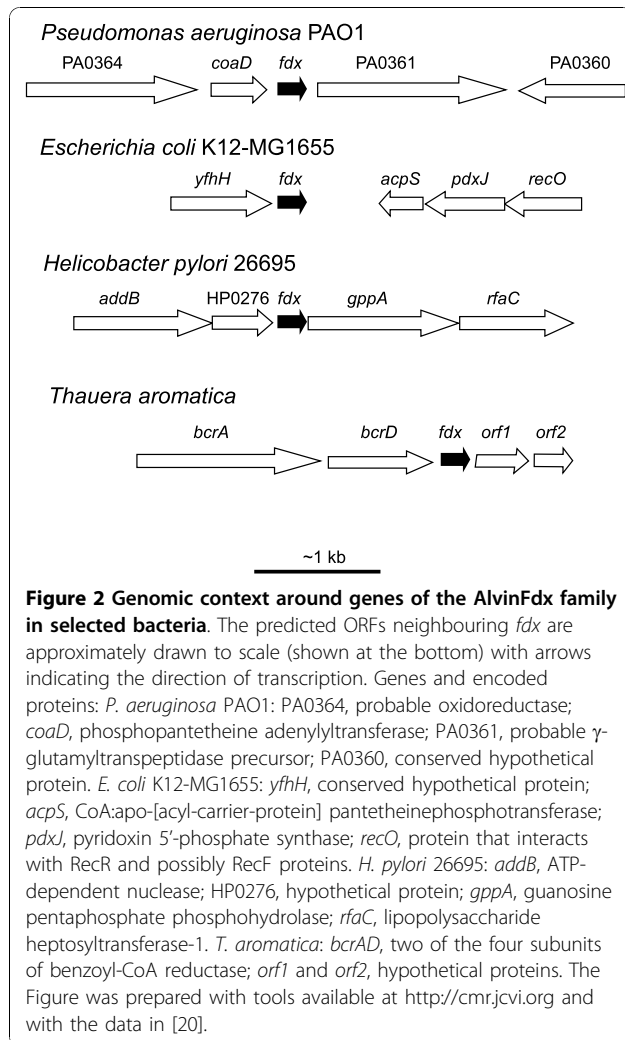 Pseudomonas aeruginosa PAO1
PA0364 coaD fdx PA0361 PA0360
Escherichia coli K12-MG1655
yfhH fdx acpS pdxJ recO
Helicobacter pylori 26695
addB HP0276 fdx gppA rfaC
Thauera aromatica
bcrA bcrD fdx orf1 orf2
~1 kb
Figure 2 Genomic context around genes of the AlvinFdx family
in selected bacteria. The predicted ORFs neighbouring fdx are
approximately drawn to scale (shown at the bottom) with arrows
indicating the direction of transcription. Genes and encoded
proteins: P. aeruginosa PAO1: PA0364, probable oxidoreductase;
coaD, phosphopantetheine adenylyltransferase; PA0361, probable γ-
glutamyltranspeptidase precursor; PA0360, conserved hypothetical
protein. E. coli K12-MG1655: yfhH, conserved hypothetical protein;
acpS, CoA:apo-[acyl-carrier-protein] pantetheinephosphotransferase;
pdxJ, pyridoxin 5′-phosphate synthase; recO, protein that interacts
with RecR and possibly RecF proteins. H. pylori 26695: addB, ATP-
dependent nuclease; HP0276, hypothetical protein; gppA, guanosine
pentaphosphate phosphohydrolase; rfaC, lipopolysaccharide
heptosyltransferase-1. T. aromatica: bcrAD, two of the four subunits
of benzoyl-CoA reductase; orf1 and orf2, hypothetical proteins. The
Figure was prepared with tools available at http://cmr.jcvi.org and
with the data in [20].